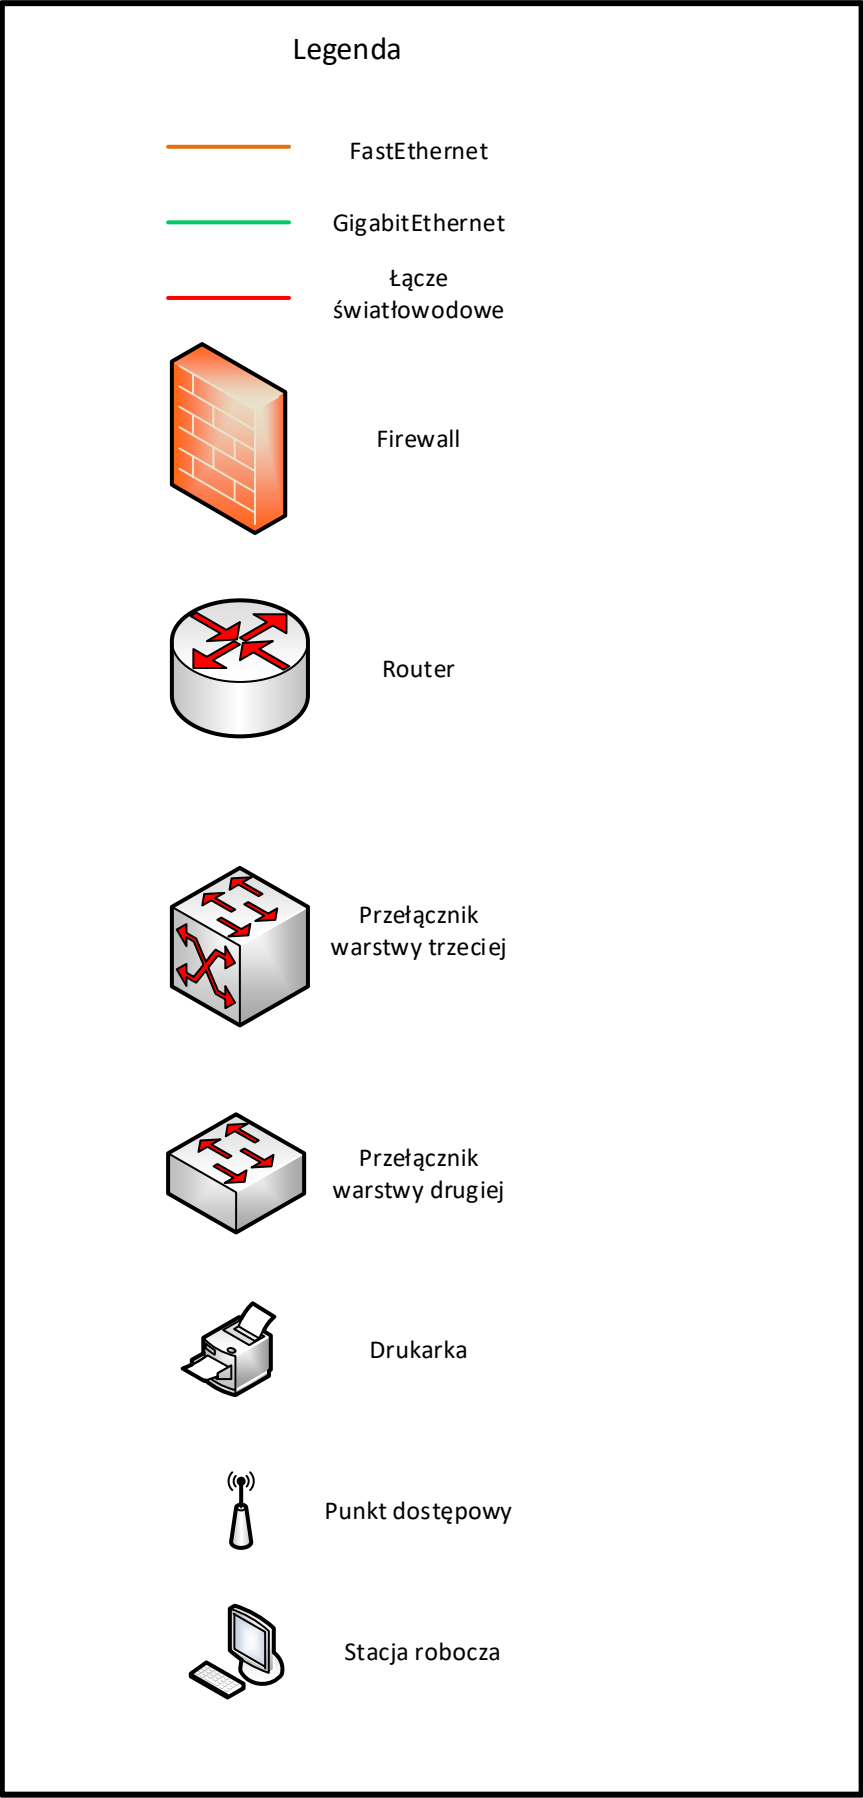 Legenda
FastEthernet
GigabitEthernet
Łącze
światłowodowe
Firewall
Router
Przełącznik
warstwy trzeciej
Przełącznik
warstwy drugiej
Drukarka
Punkt dostępowy
Stacja robocza